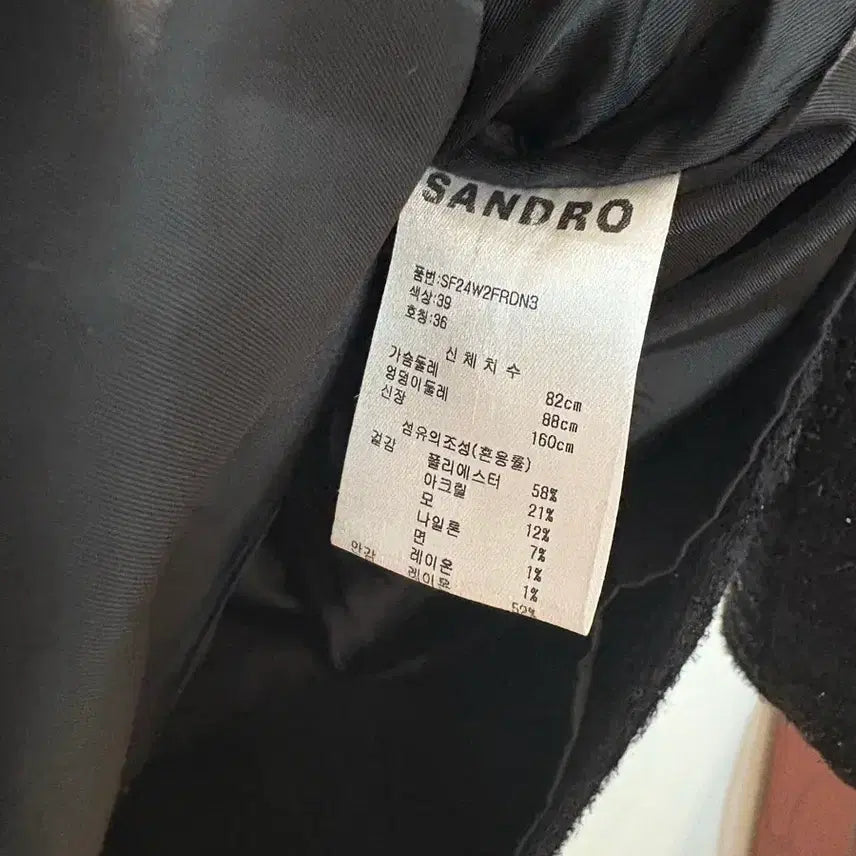 SANDRO
품번:SF24W2FRDN3
색상:39
호칭:36
신체치수
가슴둘레 82cm
엉덩이둘레 88cm
신장 160cm
섬유의조성(혼용률)
겉감 폴리에스터 58%
아크릴 21%
모 12%
나일론 7%
면 1%
레이온 1%
안감 레이온 52%